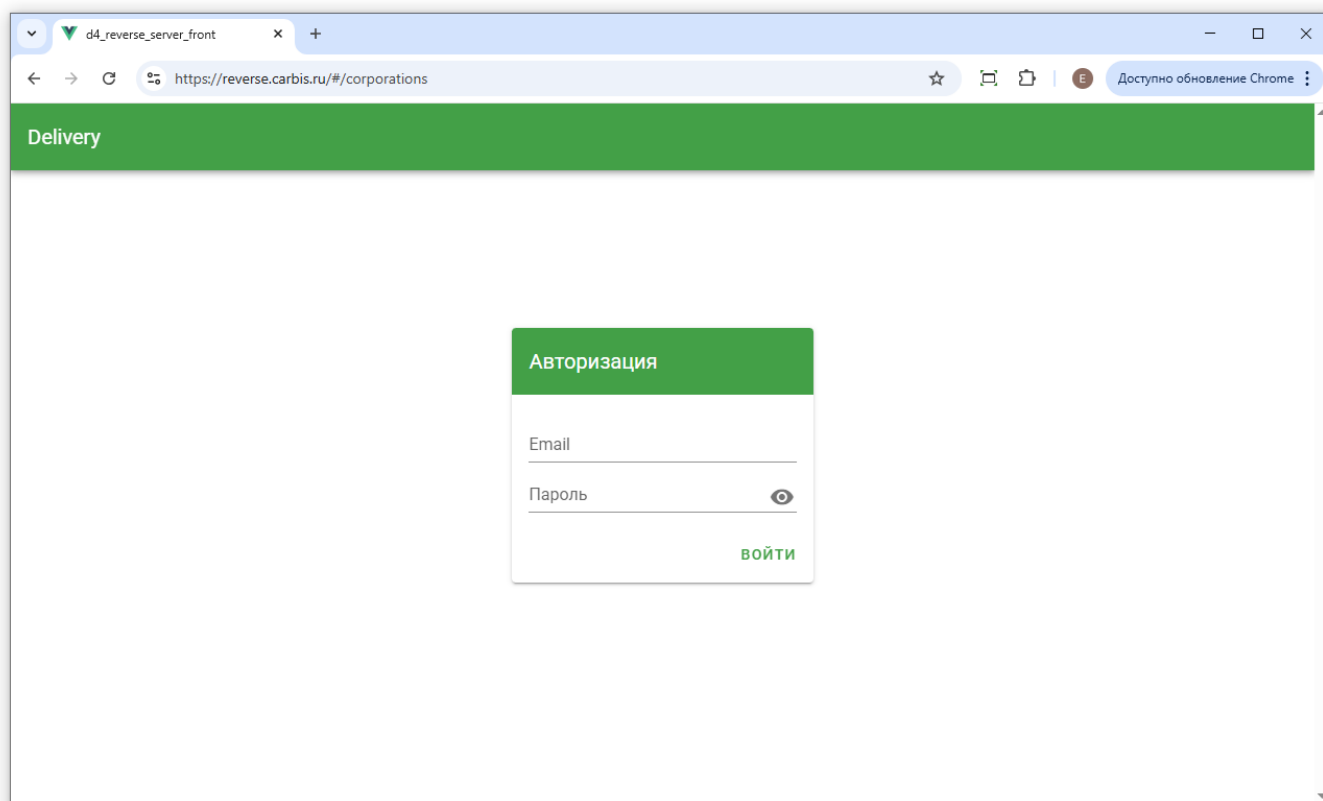 d4_reverse_server_front
https://reverse.carbis.ru/#/corporations
E
Доступно обновление Chrome
Delivery
Авторизация
Email
Пароль
ВОЙТИ